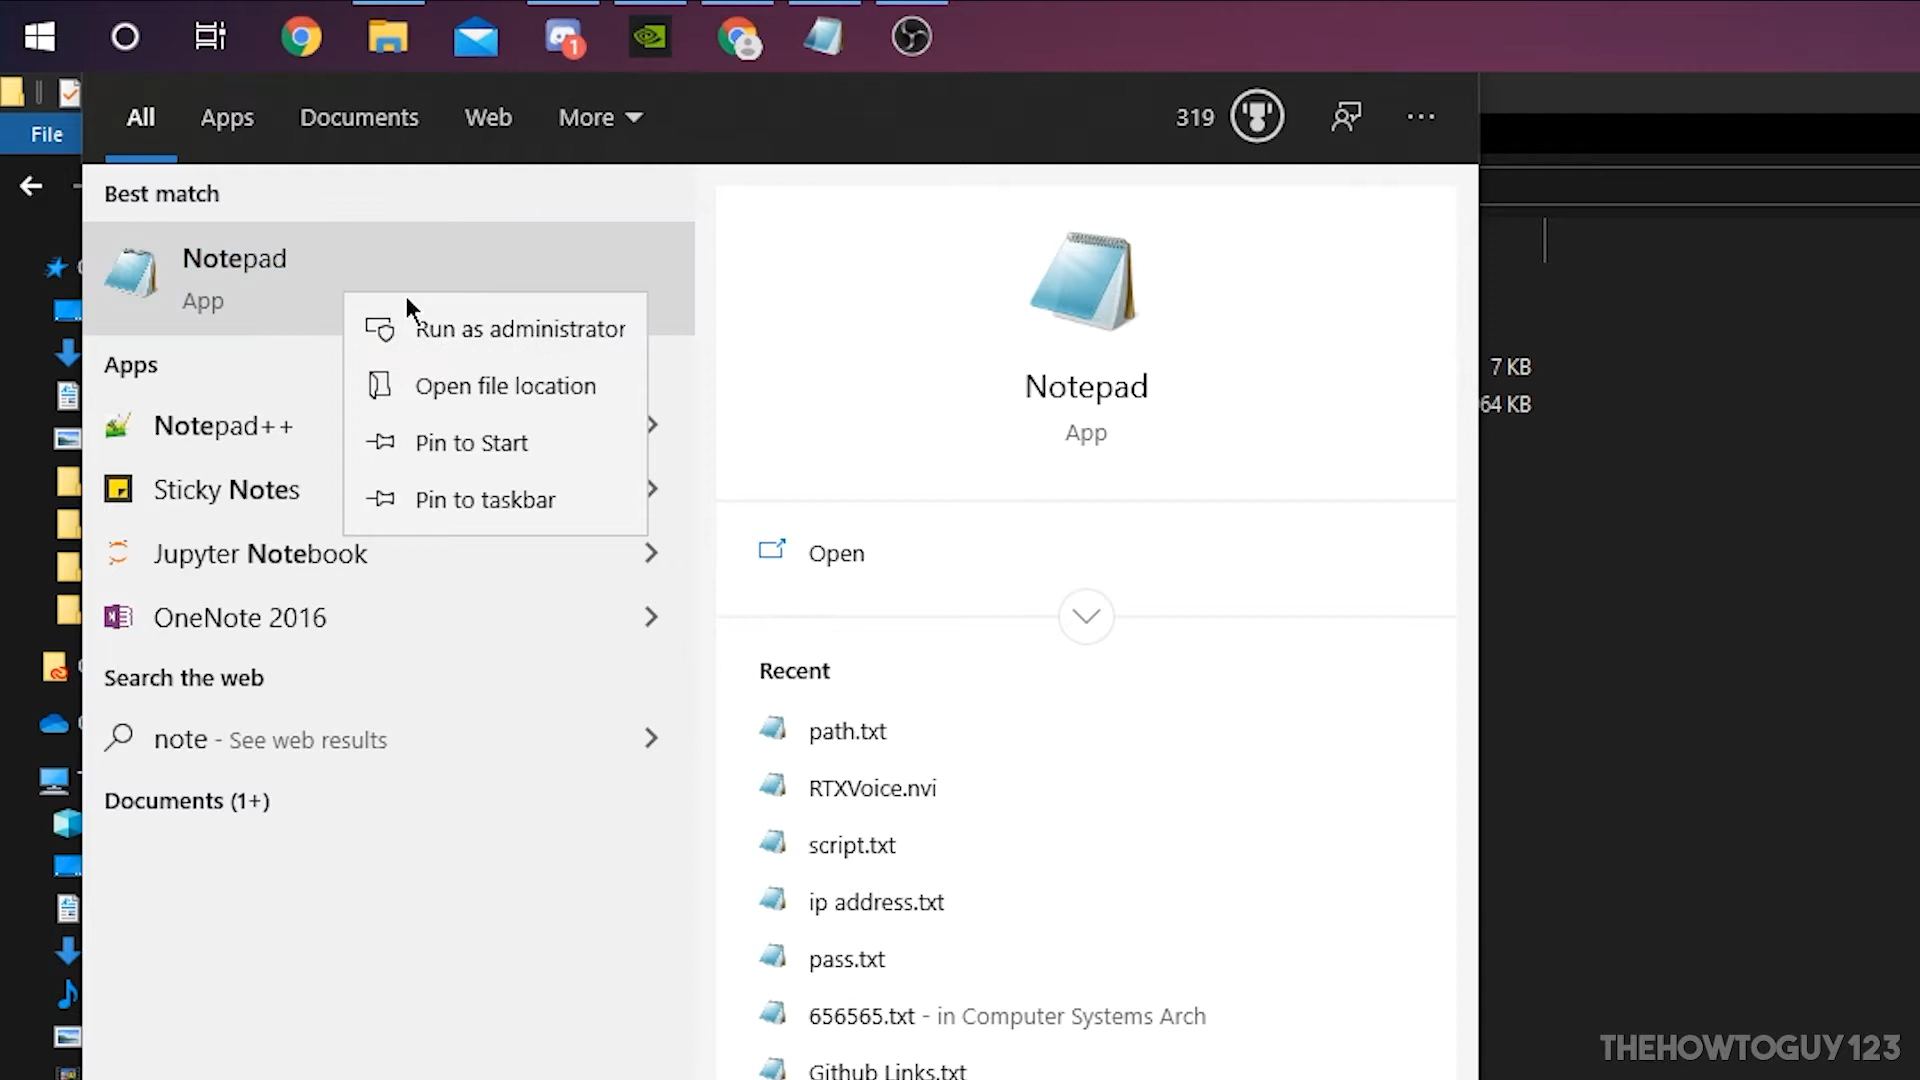 1
All
Apps
Documents
Web
More
319
File
Best match
Notepad
App
Run as administrator
Open file location
Pin to Start
Pin to taskbar
Apps
Notepad++
Sticky Notes
Jupyter Notebook
OneNote 2016
Search the web
note - See web results
Documents (1+)
Notepad
App
Open
Recent
path.txt
RTXVoice.nvi
script.txt
ip address.txt
pass.txt
656565.txt - in Computer Systems Arch
Github Links.txt
7 KB
64 KB
THEHOWTOGUY123